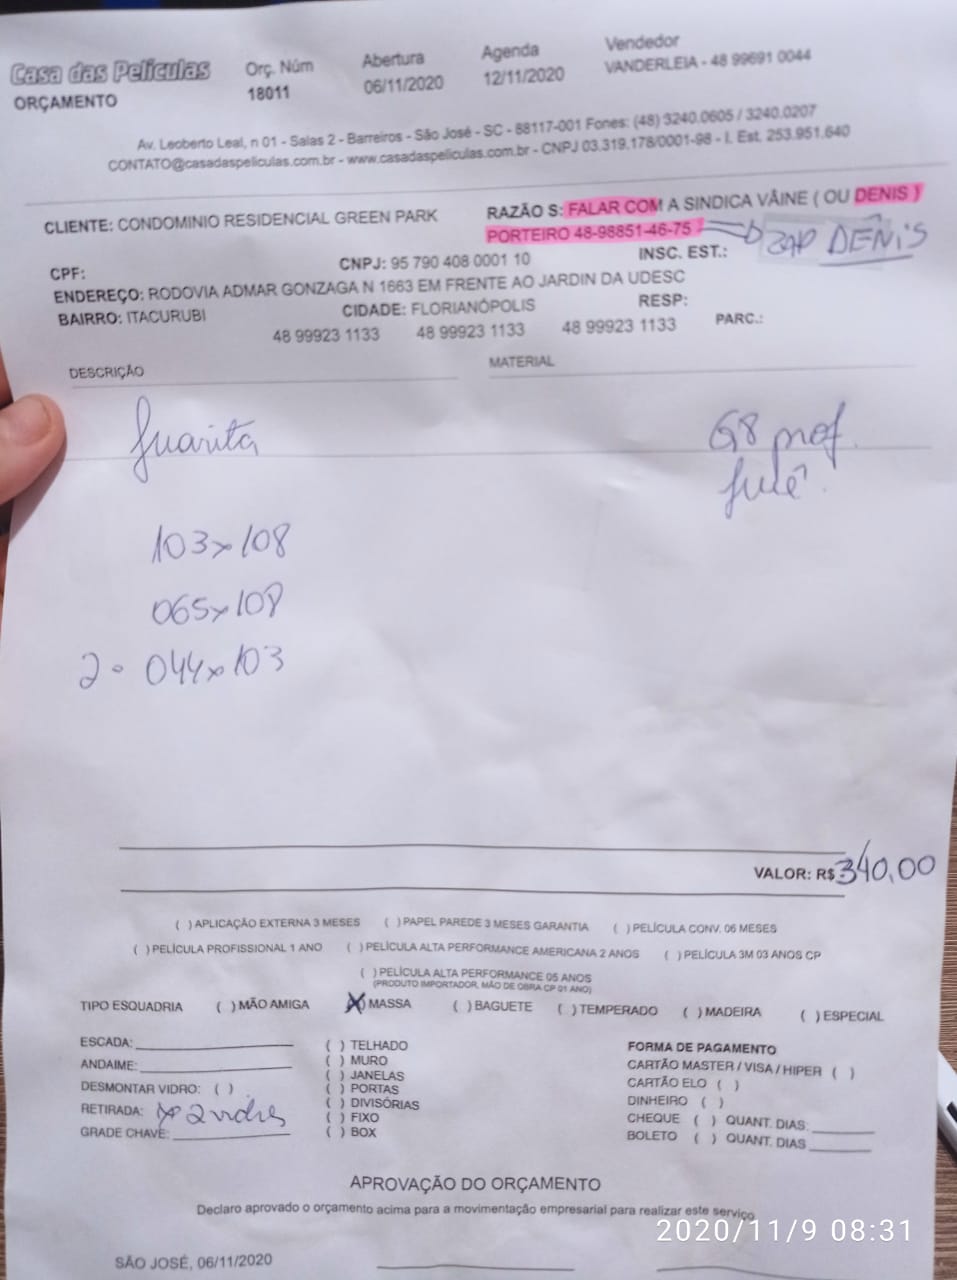 Casa das Películas
ORÇAMENTO
Orç. Núm
18011
Abertura
06/11/2020
Agenda
12/11/2020
Vendedor
VANDERLEIA - 48 99691 0044
Av. Leoberto Leal, n 01 - Salas 2 - Barreiros - São José - SC - 88117-001 Fones: (48) 3240.0605 / 3240.0207
CONTATO@casadaspeliculas.com.br - www.casadaspeliculas.com.br - CNPJ 03.319.178/0001-98 - I. Est. 253.951.640
CLIENTE: CONDOMINIO RESIDENCIAL GREEN PARK
RAZÃO S: FALAR COM A SINDICA VÂINE ( OU DENIS )
PORTEIRO 48-98851-46-75
ZAP DENIS
CPF:
CNPJ: 95 790 408 0001 10
INSC. EST.:
ENDEREÇO: RODOVIA ADMAR GONZAGA N 1663 EM FRENTE AO JARDIN DA UDESC
BAIRRO: ITACURUBI
CIDADE: FLORIANÓPOLIS
RESP:
48 99923 1133 48 99923 1133 48 99923 1133
PARC.:
DESCRIÇÃO
MATERIAL
Guarita
G8 prof.
fulê.
103x108
065x108
2. 044x103
VALOR: R$ 340,00
( ) APLICAÇÃO EXTERNA 3 MESES ( ) PAPEL PAREDE 3 MESES GARANTIA ( ) PELÍCULA CONV. 06 MESES
( ) PELÍCULA PROFISSIONAL 1 ANO ( ) PELÍCULA ALTA PERFORMANCE AMERICANA 2 ANOS ( ) PELÍCULA 3M 03 ANOS CP
( ) PELÍCULA ALTA PERFORMANCE 05 ANOS
(PRODUTO IMPORTADOR, MÃO DE OBRA CP 01 ANO)
TIPO ESQUADRIA ( ) MÃO AMIGA (X) MASSA ( ) BAGUETE ( ) TEMPERADO ( ) MADEIRA ( ) ESPECIAL
ESCADA:
ANDAIME:
DESMONTAR VIDRO: ( )
RETIRADA: 2 vidros
GRADE CHAVE:
( ) TELHADO
( ) MURO
( ) JANELAS
( ) PORTAS
( ) DIVISÓRIAS
( ) FIXO
( ) BOX
FORMA DE PAGAMENTO
CARTÃO MASTER / VISA / HIPER ( )
CARTÃO ELO ( )
DINHEIRO ( )
CHEQUE ( ) QUANT. DIAS:
BOLETO ( ) QUANT. DIAS
APROVAÇÃO DO ORÇAMENTO
Declaro aprovado o orçamento acima para a movimentação empresarial para realizar este serviço
2020/11/9 08:31
SÃO JOSÉ, 06/11/2020